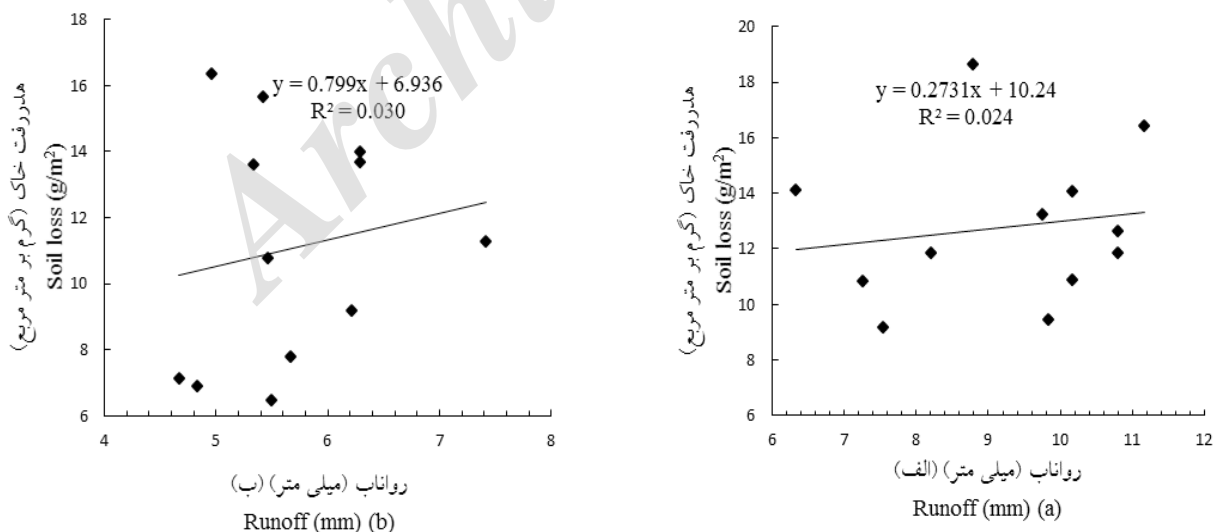 هدررفت خاک (گرم بر متر مربع)
Soil loss (g/m²)
18
16
14
12
10
8
6
y = 0.799x + 6.936
R² = 0.030
4 5 6 7 8
رواناب (میلی متر) (ب)
Runoff (mm) (b)
هدررفت خاک (گرم بر متر مربع)
Soil loss (g/m²)
20
18
16
14
12
10
8
6
y = 0.2731x + 10.24
R² = 0.024
6 7 8 9 10 11 12
رواناب (میلی متر) (الف)
Runoff (mm) (a)
Archi